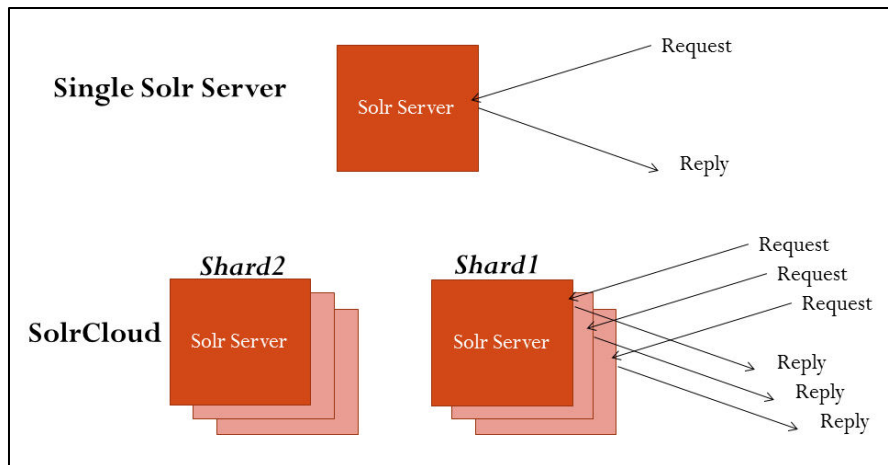 Request
Single Solr Server
Solr Server
Reply
Shard2
Shard1
Request
Request
Request
SolrCloud
Solr Server
Solr Server
Reply
Reply
Reply